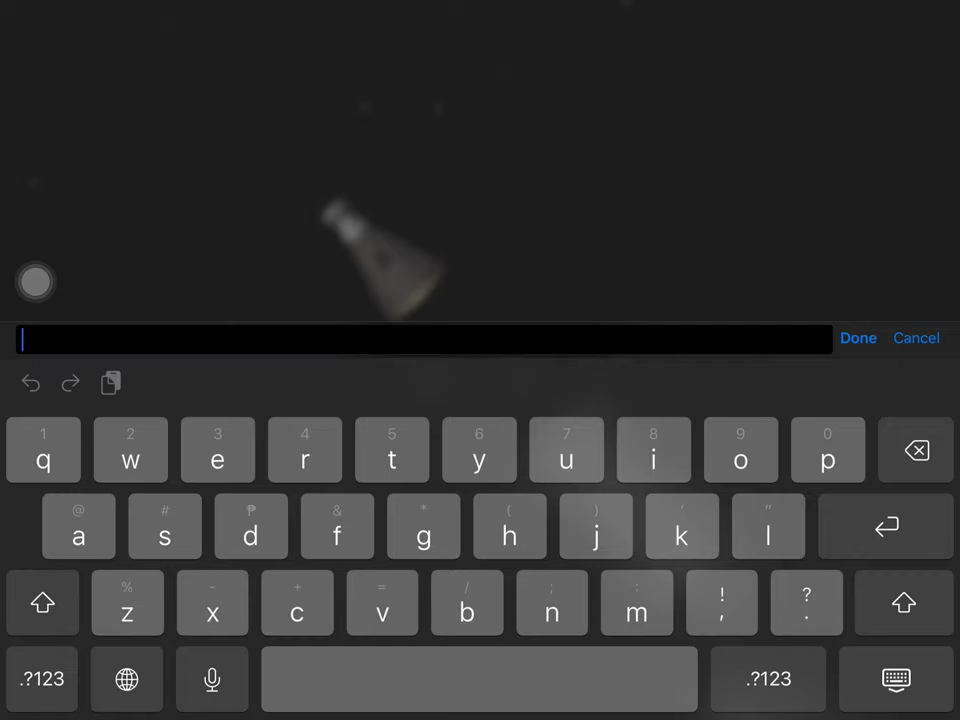 Done Cancel
1 2 3 4 5 6 7 8 9 0
q w e r t y u i o p
@ # ₱ & * ( ) ' "
a s d f g h j k l
% - + = / ; : ! ?
z x c v b n m , .
.?123 .?123